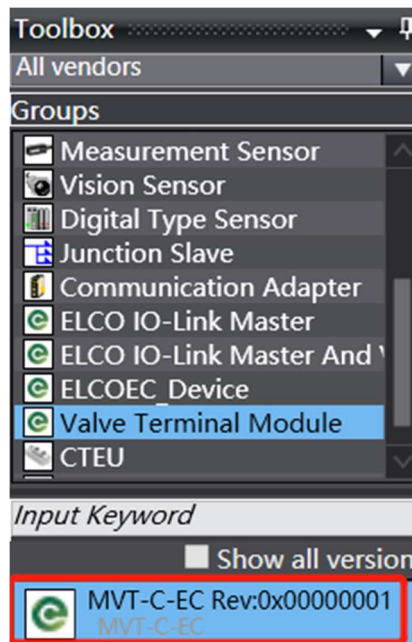 Toolbox
All vendors
Groups
Measurement Sensor
Vision Sensor
Digital Type Sensor
Junction Slave
Communication Adapter
ELCO IO-Link Master
ELCO IO-Link Master And
ELCOEC_Device
Valve Terminal Module
CTEU
Input Keyword
Show all version
MVT-C-EC Rev:0x00000001
MVT-C-EC